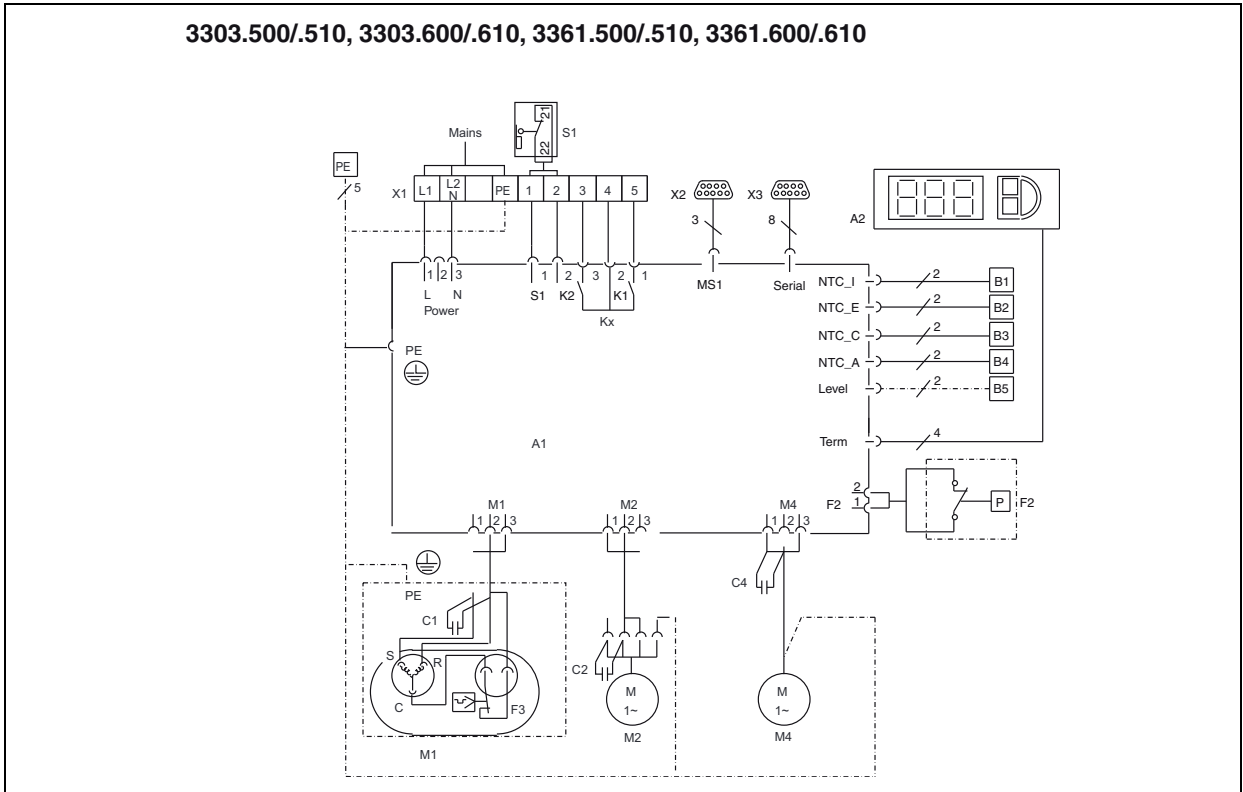 3303.500/.510, 3303.600/.610, 3361.500/.510, 3361.600/.610
21
22
S1
Mains
PE
5
X1
L1
L2
N
PE
1
2
3
4
5
X2
X3
3
8
A2
1 2 3
L N
Power
1 2 3 2 1
S1 K2 K1
Kx
MS1
Serial
NTC_I
2
B1
NTC_E
2
B2
NTC_C
2
B3
NTC_A
2
B4
Level
2
B5
Term
4
PE
A1
F2
2
1
P
F2
M1
1 2 3
M2
1 2 3
M4
1 2 3
PE
C1
S
R
C
F3
M1
C2
M
1~
M2
C4
M
1~
M4